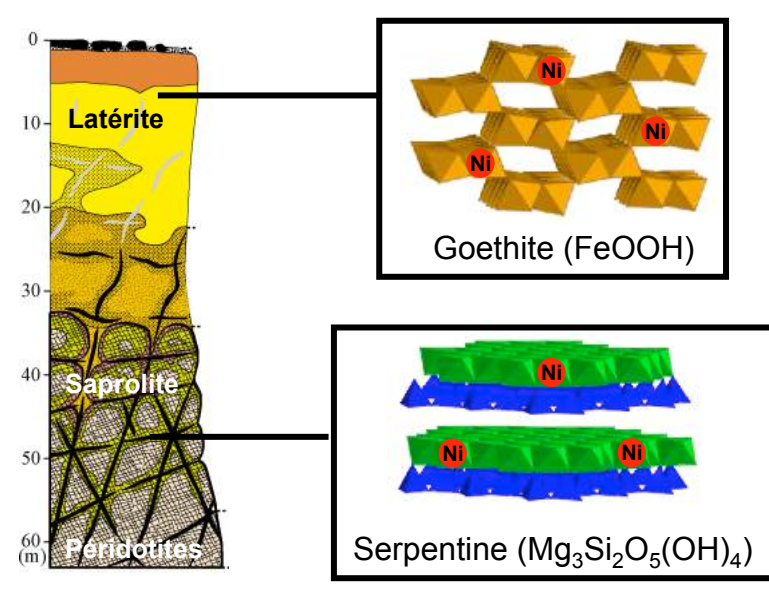 0
10
20
30
40
50
60
(m)
Latérite
Saprolite
Péridotites
Ni
Ni
Ni
Goethite (FeOOH)
Ni
Ni
Ni
Serpentine (Mg₃Si₂O₅(OH)₄)